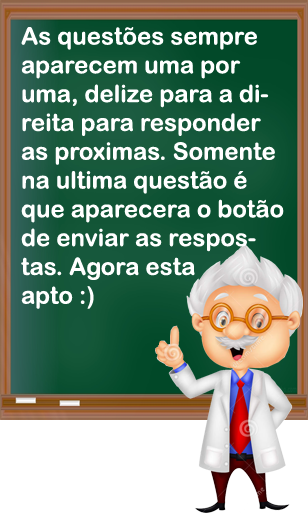 As questões sempre
aparecem uma por
uma, delize para a di-
reita para responder
as proximas. Somente
na ultima questão é
que aparecera o botão
de enviar as respos-
tas. Agora esta
apto :)